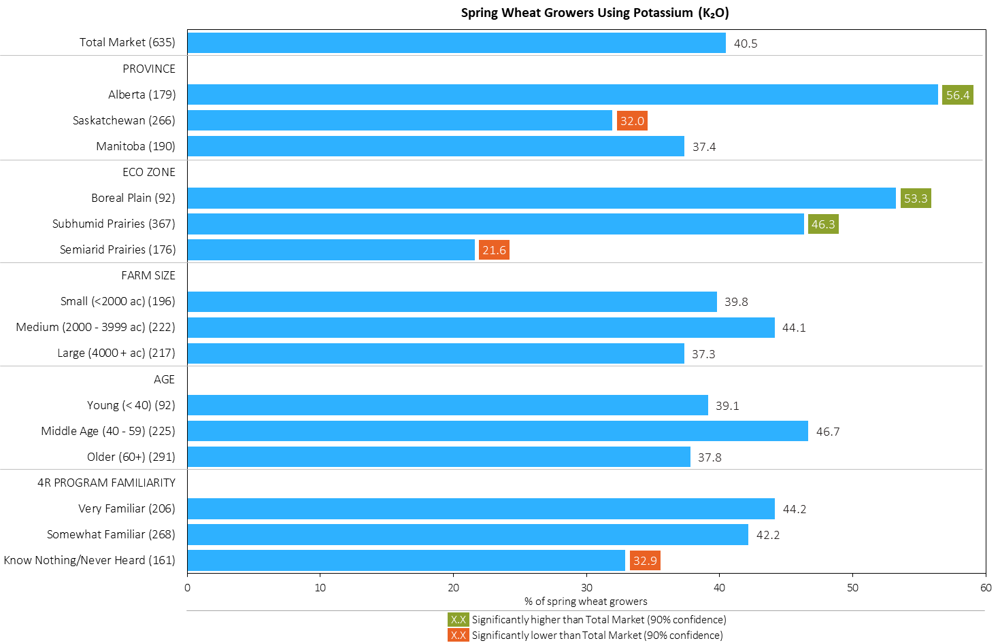 Spring Wheat Growers Using Potassium (K₂O)
Total Market (635) 40.5
PROVINCE
Alberta (179) 56.4
Saskatchewan (266) 32.0
Manitoba (190) 37.4
ECO ZONE
Boreal Plain (92) 53.3
Subhumid Prairies (367) 46.3
Semiarid Prairies (176) 21.6
FARM SIZE
Small (<2000 ac) (196) 39.8
Medium (2000 - 3999 ac) (222) 44.1
Large (4000 + ac) (217) 37.3
AGE
Young (< 40) (92) 39.1
Middle Age (40 - 59) (225) 46.7
Older (60+) (291) 37.8
4R PROGRAM FAMILIARITY
Very Familiar (206) 44.2
Somewhat Familiar (268) 42.2
Know Nothing/Never Heard (161) 32.9
0 10 20 30 40 50 60
% of spring wheat growers
X.X Significantly higher than Total Market (90% confidence)
X.X Significantly lower than Total Market (90% confidence)